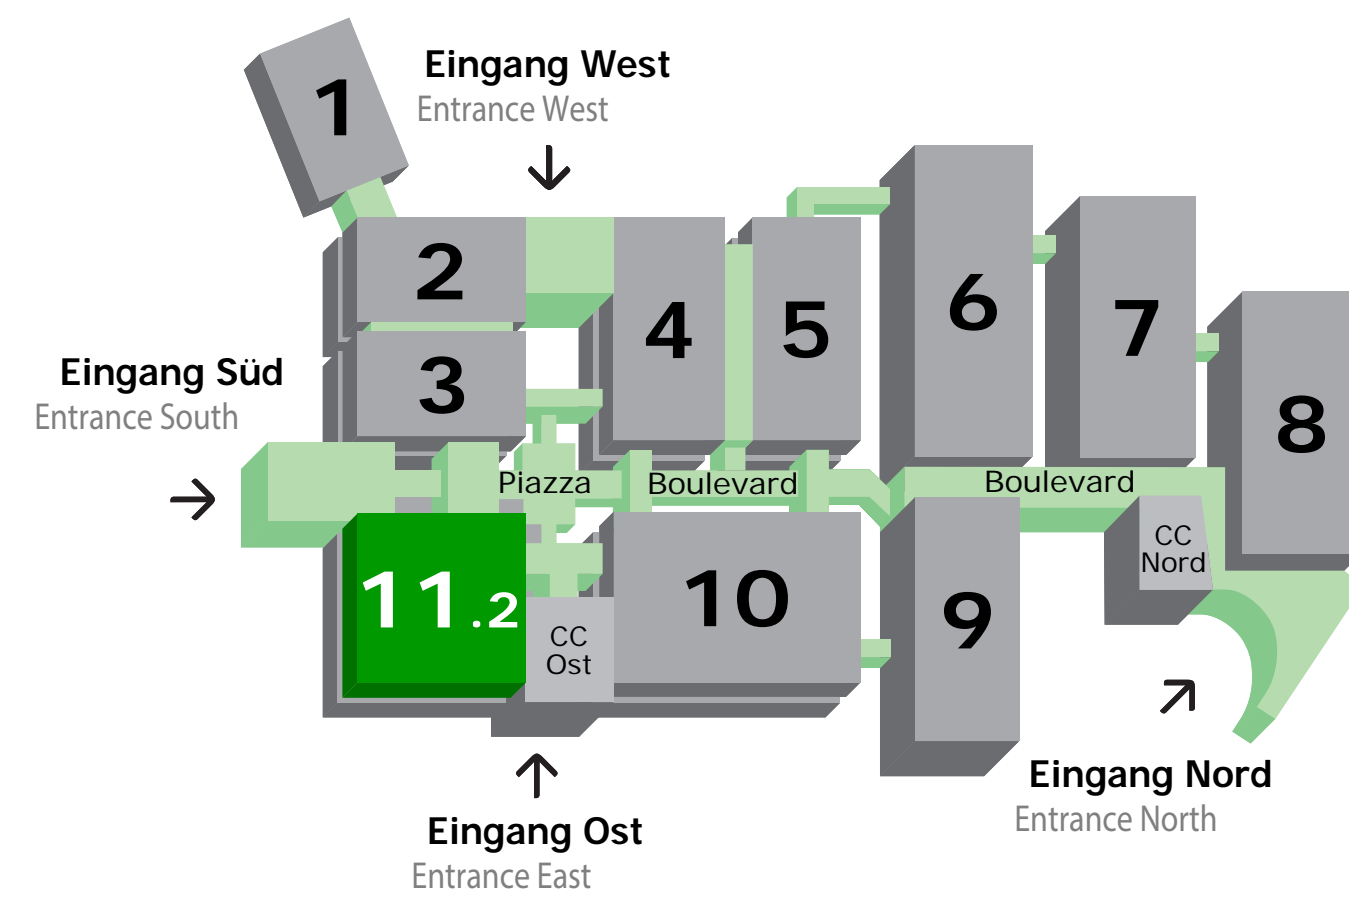 1
Eingang West
Entrance West
2
4
5
6
7
3
8
Eingang Süd
Entrance South
Piazza
Boulevard
Boulevard
CC
Nord
11.2
CC
Ost
10
9
Eingang Nord
Entrance North
Eingang Ost
Entrance East